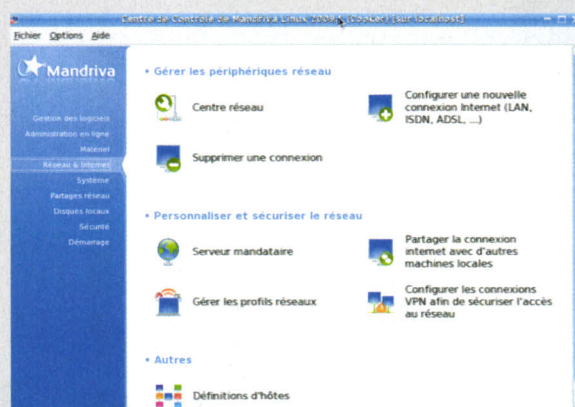 Centre de Contrôle de Mandriva Linux 2009 (Cooker) [sur localhost]
Fichier Options Aide
Mandriva
Gestion des logiciels
Administration en ligne
Matériel
Réseau & Internet
Système
Partages réseau
Disques locaux
Sécurité
Démarrage
• Gérer les périphériques réseau
Centre réseau
Configurer une nouvelle
connexion Internet (LAN,
ISDN, ADSL, ...)
Supprimer une connexion
• Personnaliser et sécuriser le réseau
Serveur mandataire
Partager la connexion
internet avec d'autres
machines locales
Gérer les profils réseaux
Configurer les connexions
VPN afin de sécuriser l'accès
au réseau
• Autres
Définitions d'hôtes